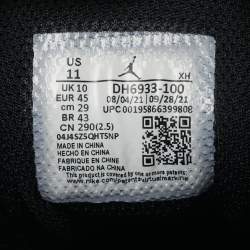 US
11
XH
UK 10
EUR 45
cm 29
BR 43
CN 290(2.5)
DH6933-100
08/04/21 09/28/21
UPC 00195866399808
04J4SZSQHT5NP
MADE IN CHINA
HECHO EN CHINA
FABRIQUE EN CHINE
FABRICADO NA CHINA